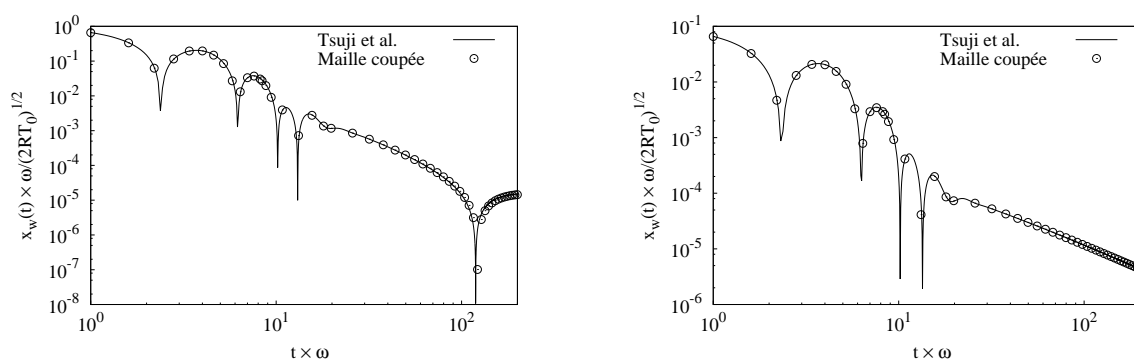 10^0
10^-1
10^-2
10^-3
10^-4
10^-5
10^-6
10^-7
10^-8
x_w(t) × ω/(2RT_0)^1/2
Tsuji et al.
Maille coupée
10^0
10^1
10^2
t × ω
10^-1
10^-2
10^-3
10^-4
10^-5
10^-6
x_w(t) × ω/(2RT_0)^1/2
Tsuji et al.
Maille coupée
10^0
10^1
10^2
t × ω